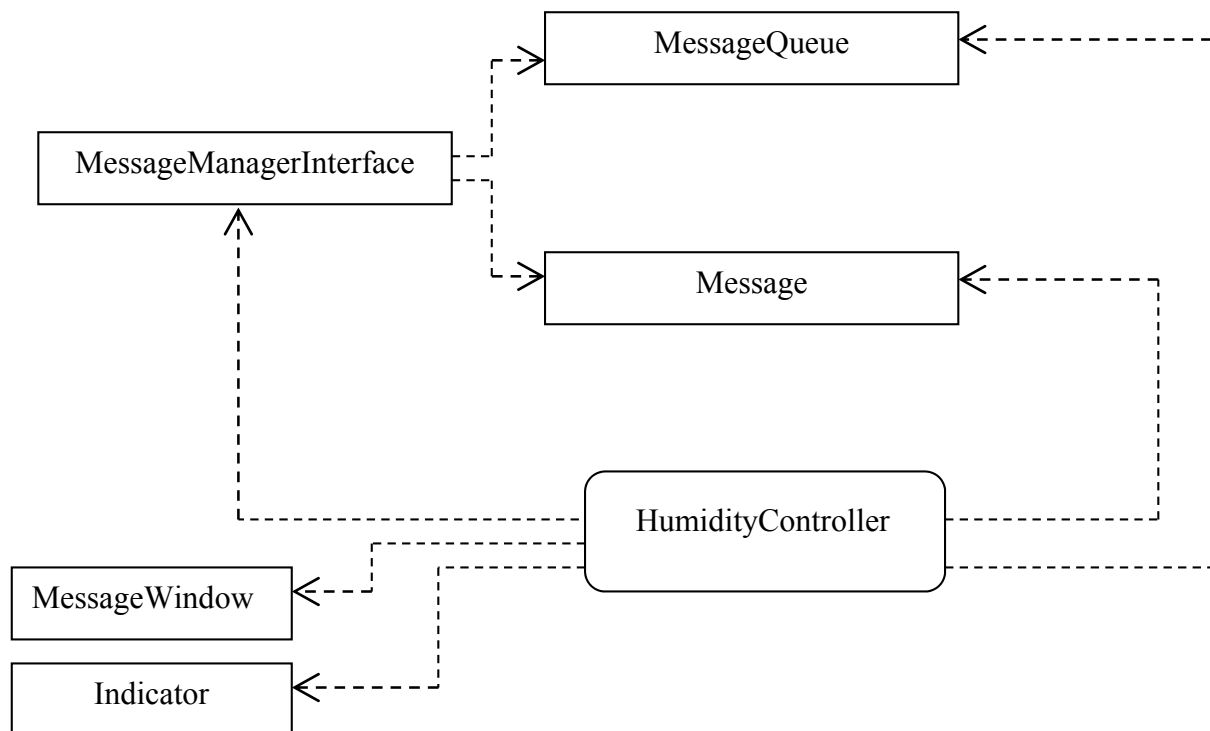 MessageQueue
MessageManagerInterface
Message
HumidityController
MessageWindow
Indicator